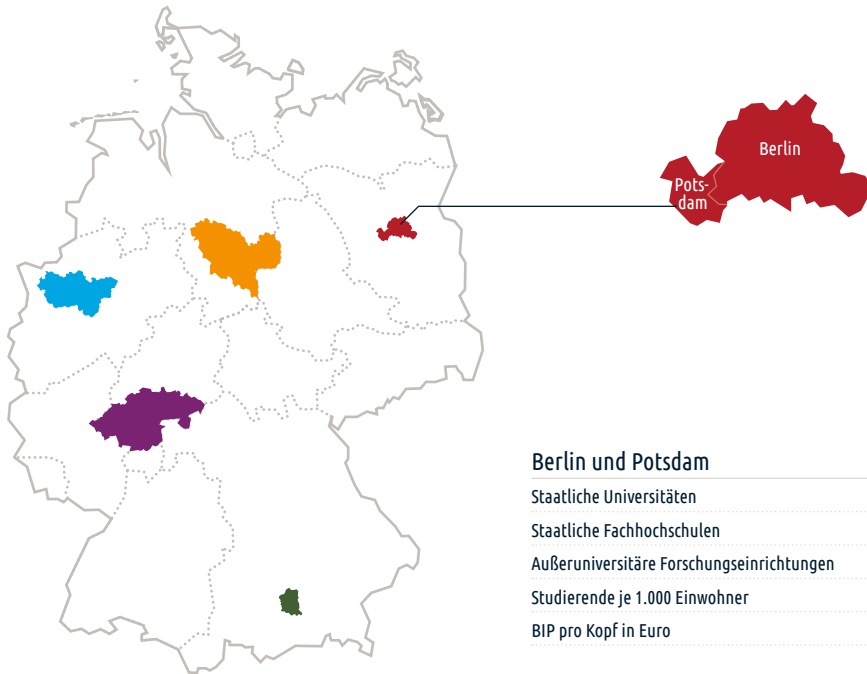 Berlin
Pots-
dam
Berlin und Potsdam
Staatliche Universitäten
Staatliche Fachhochschulen
Außeruniversitäre Forschungseinrichtungen
Studierende je 1.000 Einwohner
BIP pro Kopf in Euro